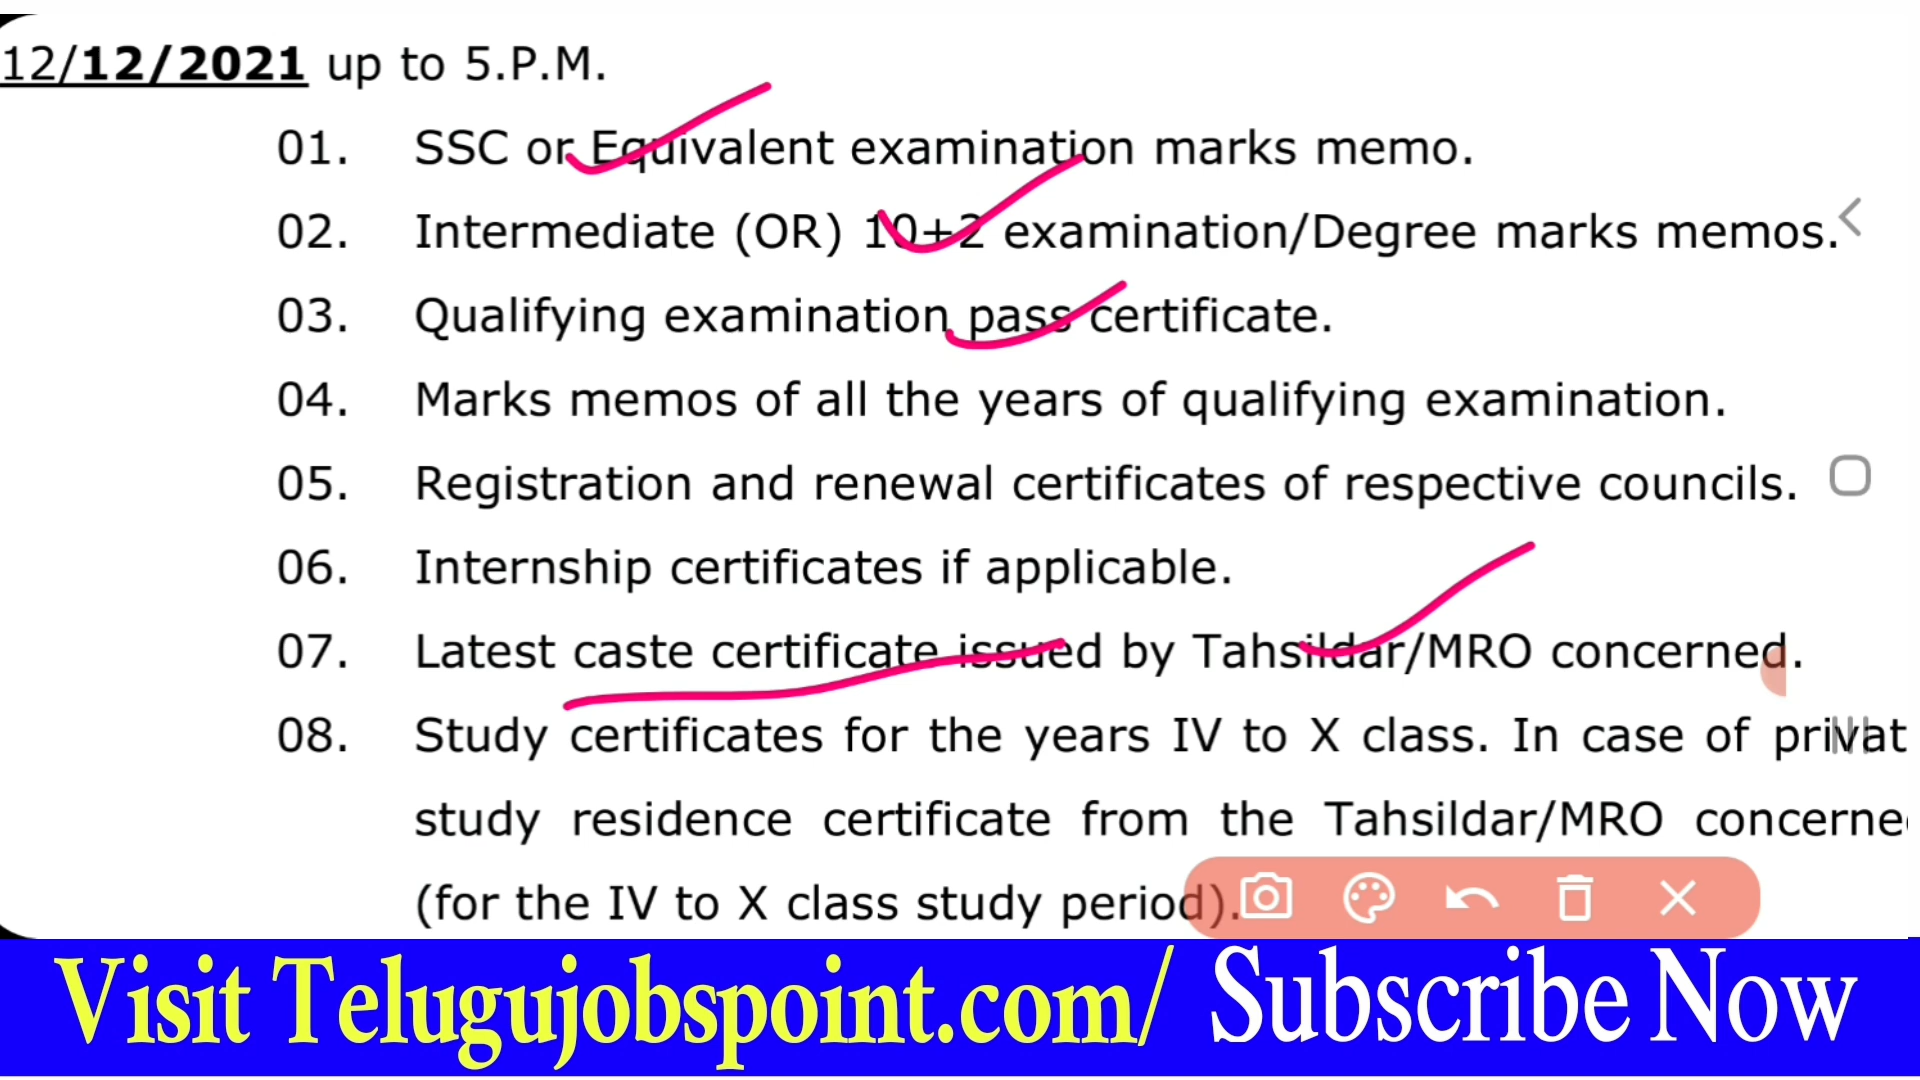 12/12/2021 up to 5.P.M.
01. SSC or Equivalent examination marks memo.
02. Intermediate (OR) 10+2 examination/Degree marks memos.
03. Qualifying examination pass certificate.
04. Marks memos of all the years of qualifying examination.
05. Registration and renewal certificates of respective councils.
06. Internship certificates if applicable.
07. Latest caste certificate issued by Tahsildar/MRO concerned.
08. Study certificates for the years IV to X class. In case of privat
study residence certificate from the Tahsildar/MRO concerne
(for the IV to X class study period).
Visit Telugujobspoint.com/ Subscribe Now